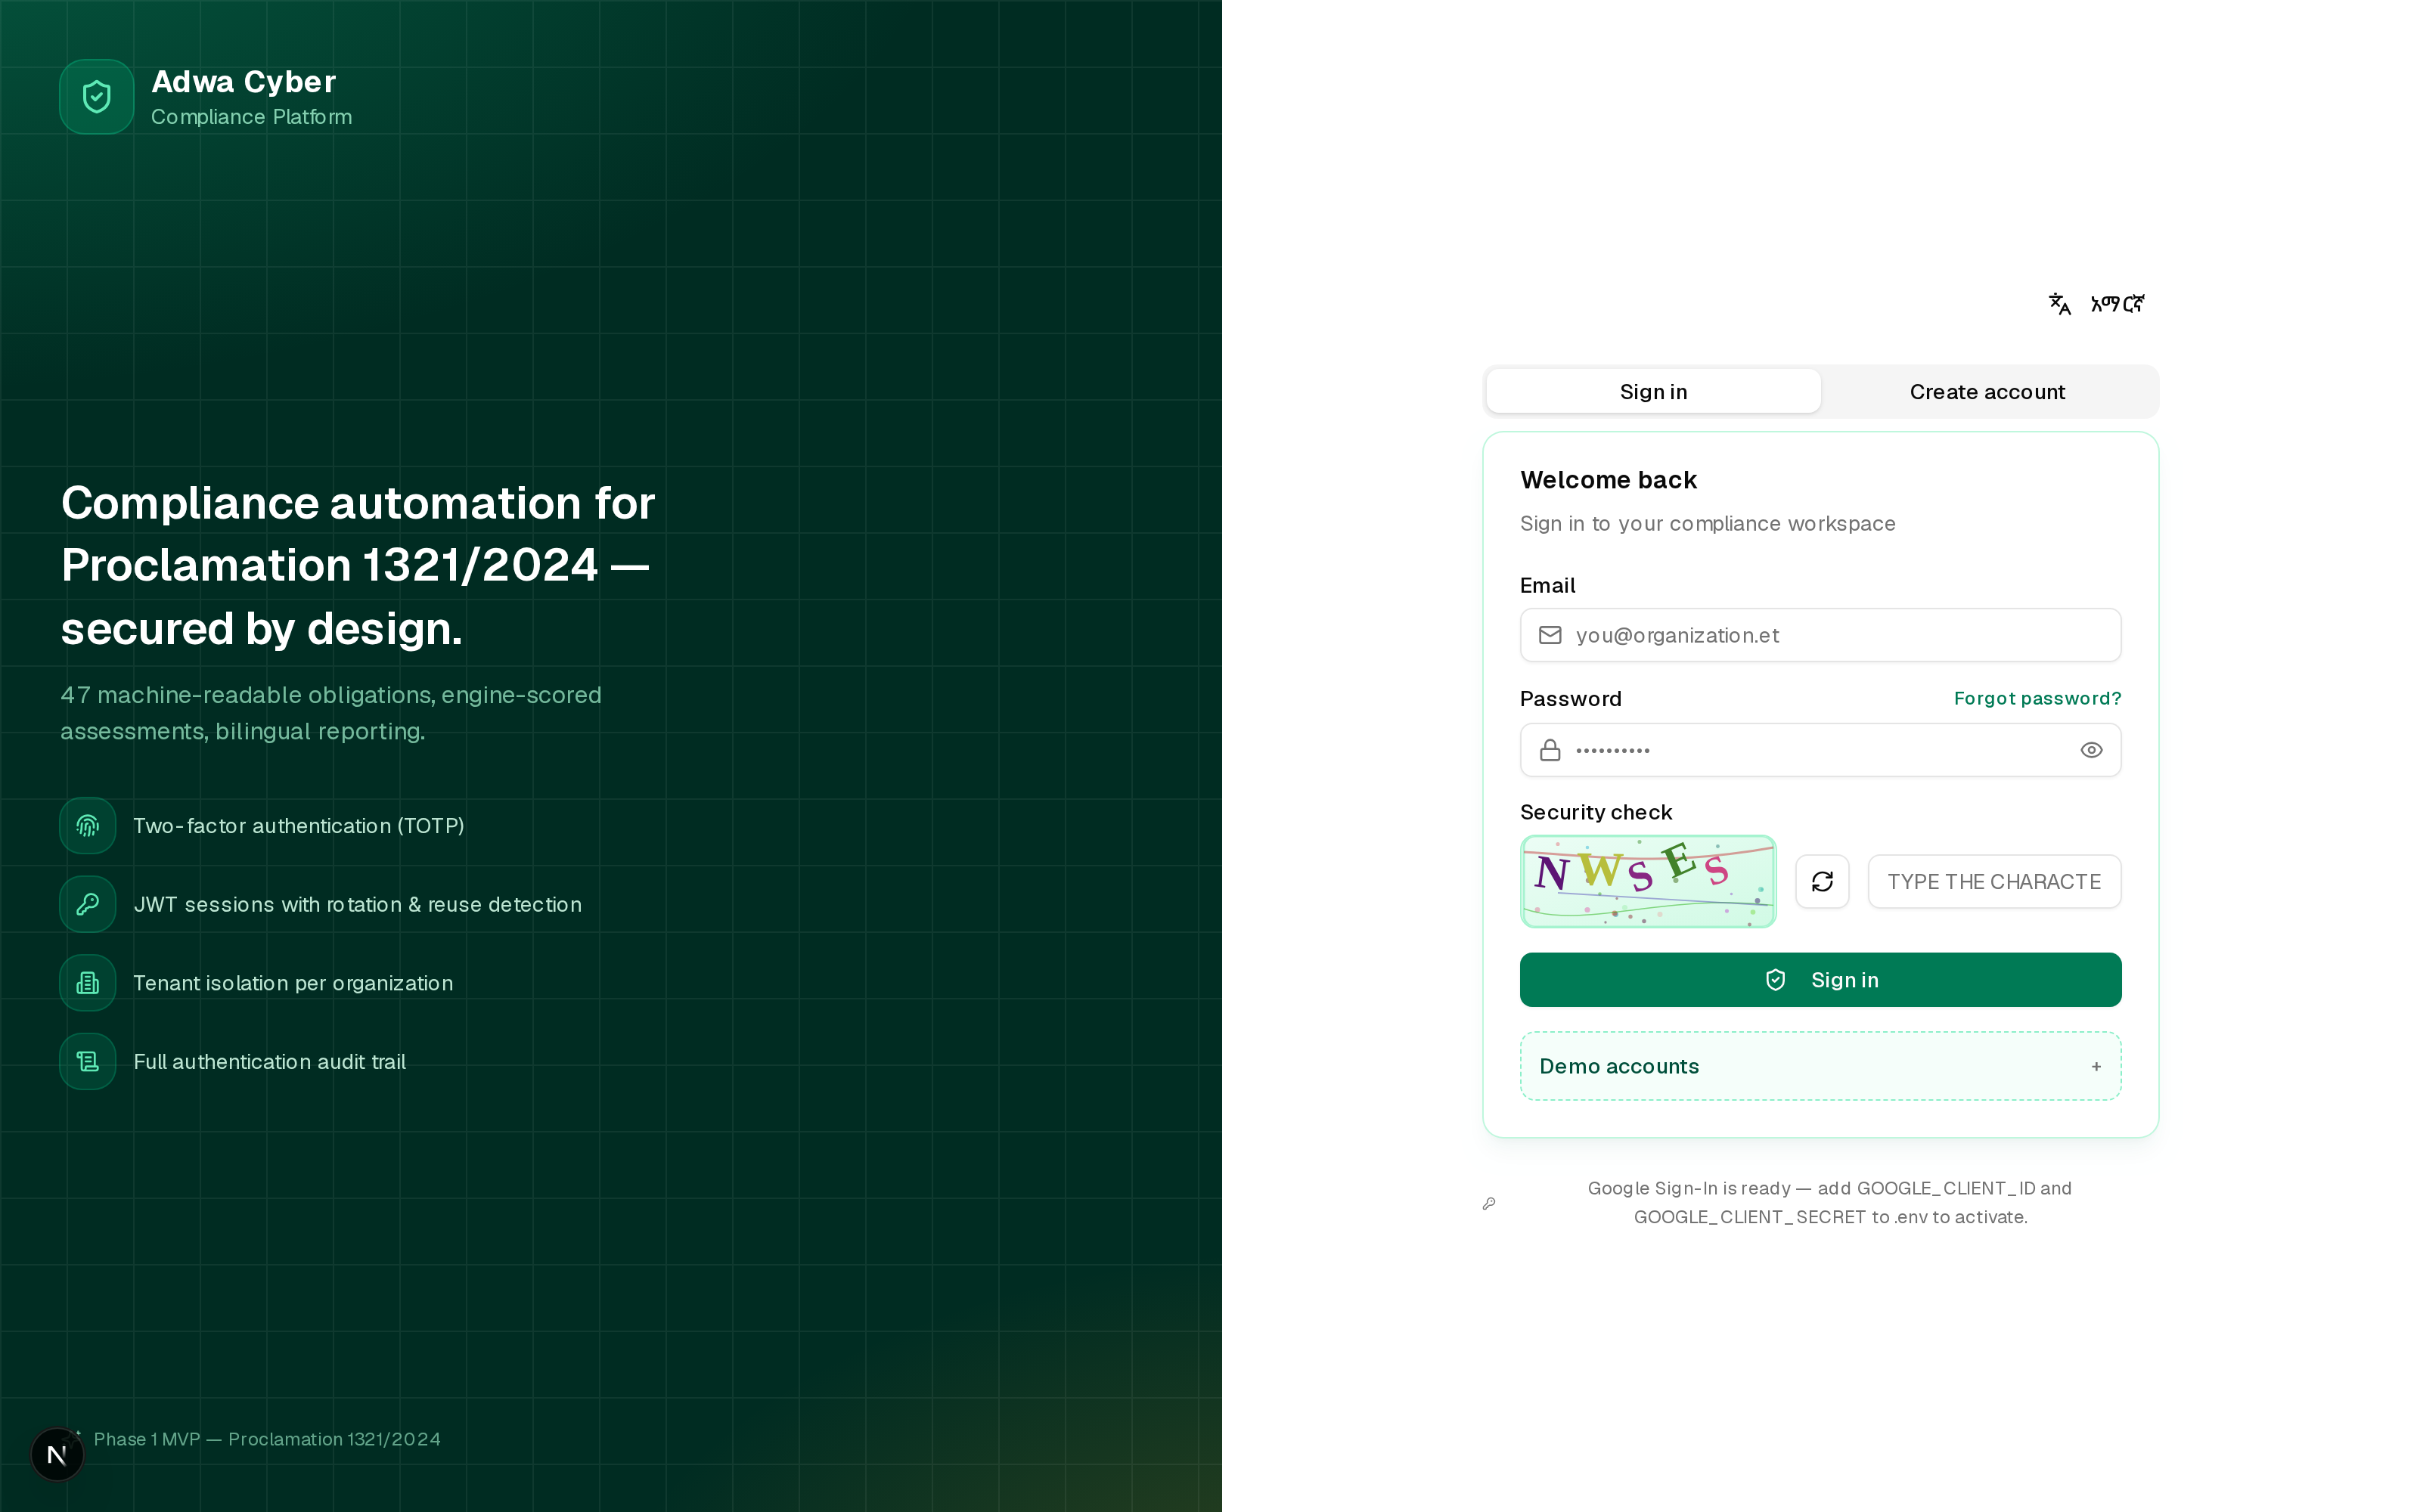 Adwa Cyber
Compliance Platform
Compliance automation for
Proclamation 1321/2024 —
secured by design.
47 machine-readable obligations, engine-scored
assessments, bilingual reporting.
Two-factor authentication (TOTP)
JWT sessions with rotation & reuse detection
Tenant isolation per organization
Full authentication audit trail
N
Phase 1 MVP — Proclamation 1321/2024
አማርኛ
Sign in
Create account
Welcome back
Sign in to your compliance workspace
Email
you@organization.et
Password
Forgot password?
Security check
NWSES
TYPE THE CHARACTE
Sign in
Demo accounts
+
Google Sign-In is ready — add GOOGLE_CLIENT_ID and
GOOGLE_CLIENT_SECRET to .env to activate.